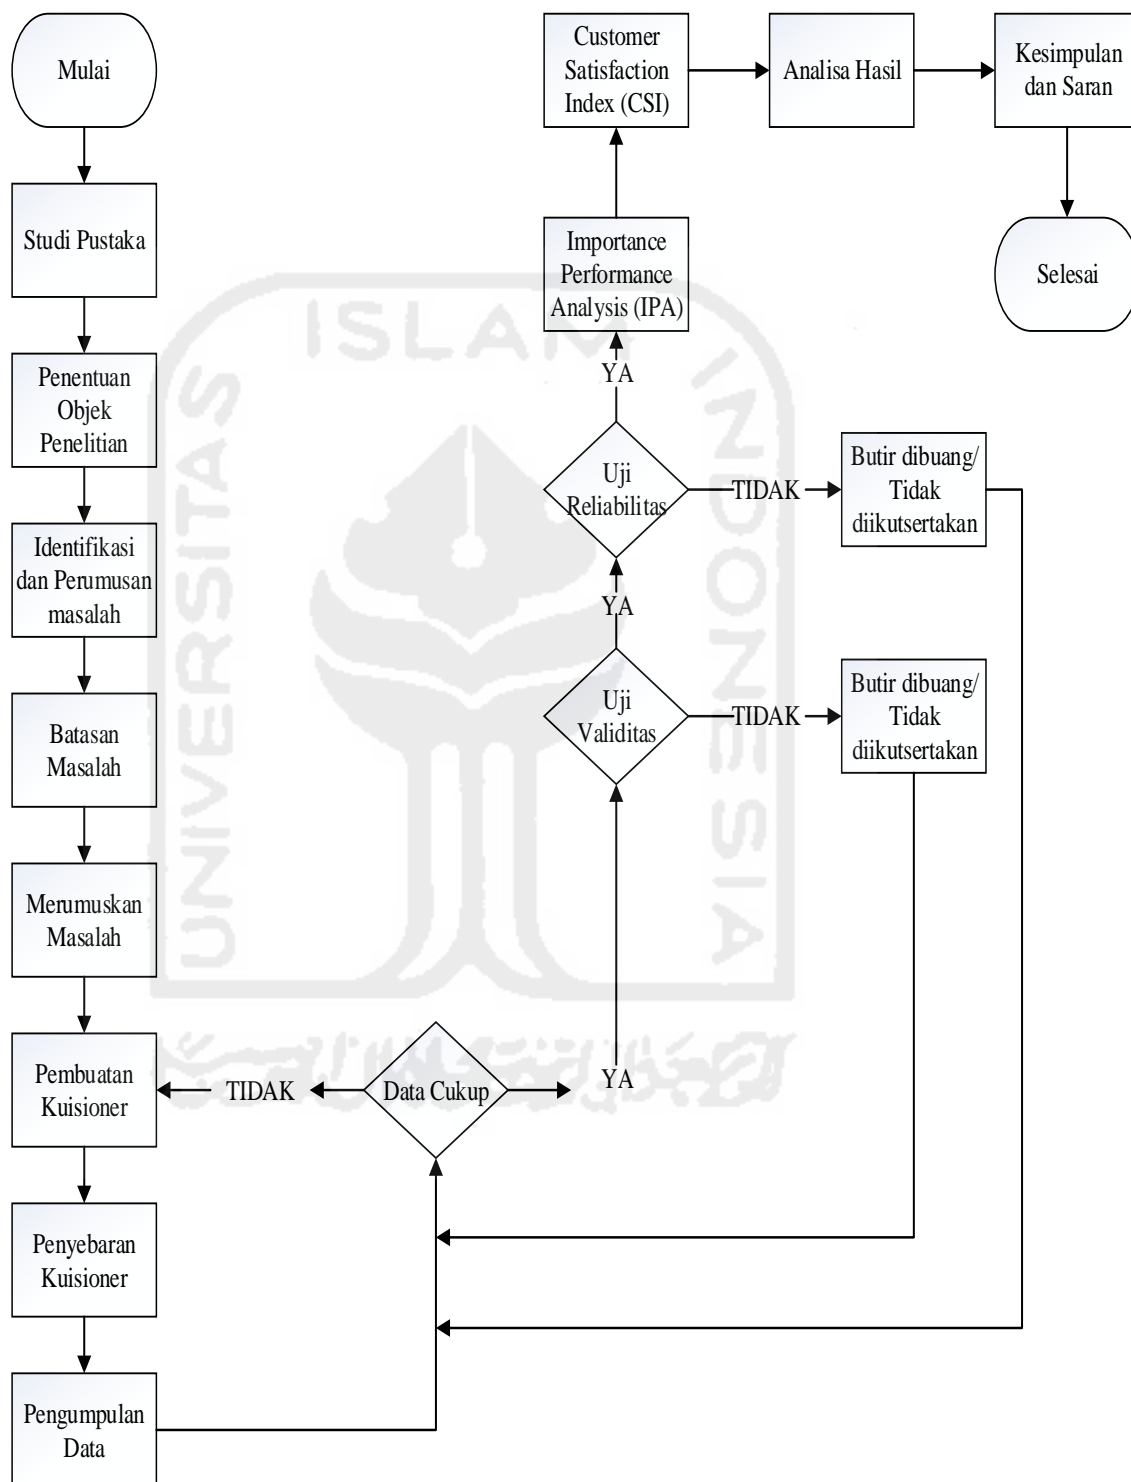 Mulai
Studi Pustaka
Penentuan
Objek
Penelitian
Identifikasi
dan Perumusan
masalah
Batasan
Masalah
Merumuskan
Masalah
Pembuatan
Kuisioner
Penyebaran
Kuisioner
Pengumpulan
Data
TIDAK
Data Cukup
YA
Uji
Validitas
TIDAK
Butir dibuang/
Tidak
diikutsertakan
YA
Uji
Reliabilitas
TIDAK
Butir dibuang/
Tidak
diikutsertakan
YA
Importance
Performance
Analysis (IPA)
Customer
Satisfaction
Index (CSI)
Analisa Hasil
Kesimpulan
dan Saran
Selesai
UNIVERSITAS
ISLAM
INDONESIA